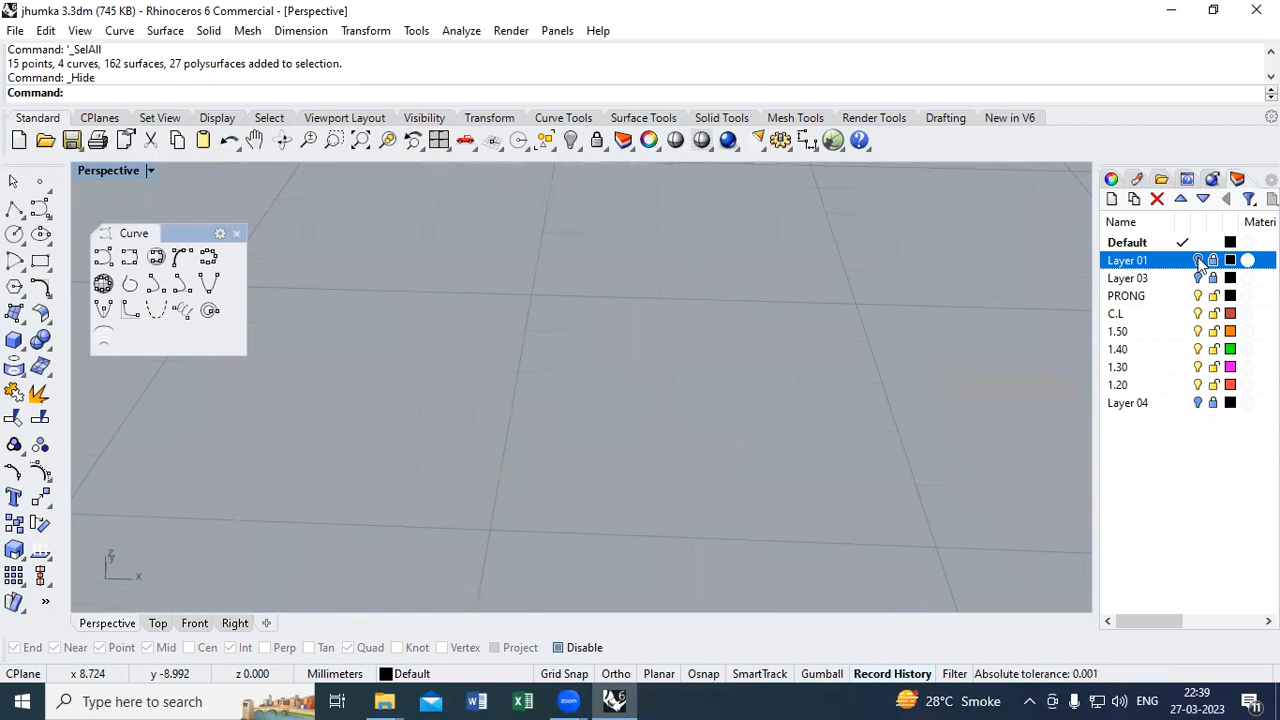 jhumka 3.3dm (745 KB) - Rhinoceros 6 Commercial - [Perspective]
File Edit View Curve Surface Solid Mesh Dimension Transform Tools Analyze Render Panels Help
Command: '_SelAll
15 points, 4 curves, 162 surfaces, 27 polysurfaces added to selection.
Command: _Hide
Command:
Standard CPlanes Set View Display Select Viewport Layout Visibility Transform Curve Tools Surface Tools Solid Tools Mesh Tools Render Tools Drafting New in V6
Perspective
Curve
Name Materi
Default
Layer 01
Layer 03
PRONG
C.L
1.50
1.40
1.30
1.20
Layer 04
z
y
x
Perspective Top Front Right
End Near Point Mid Cen Int Perp Tan Quad Knot Vertex Project Disable
CPlane x 8.724 y -8.992 z 0.000 Millimeters Default Grid Snap Ortho Planar Osnap SmartTrack Gumball Record History Filter Absolute tolerance: 0.001
Type here to search 28°C Smoke ENG 22:39
27-03-2023